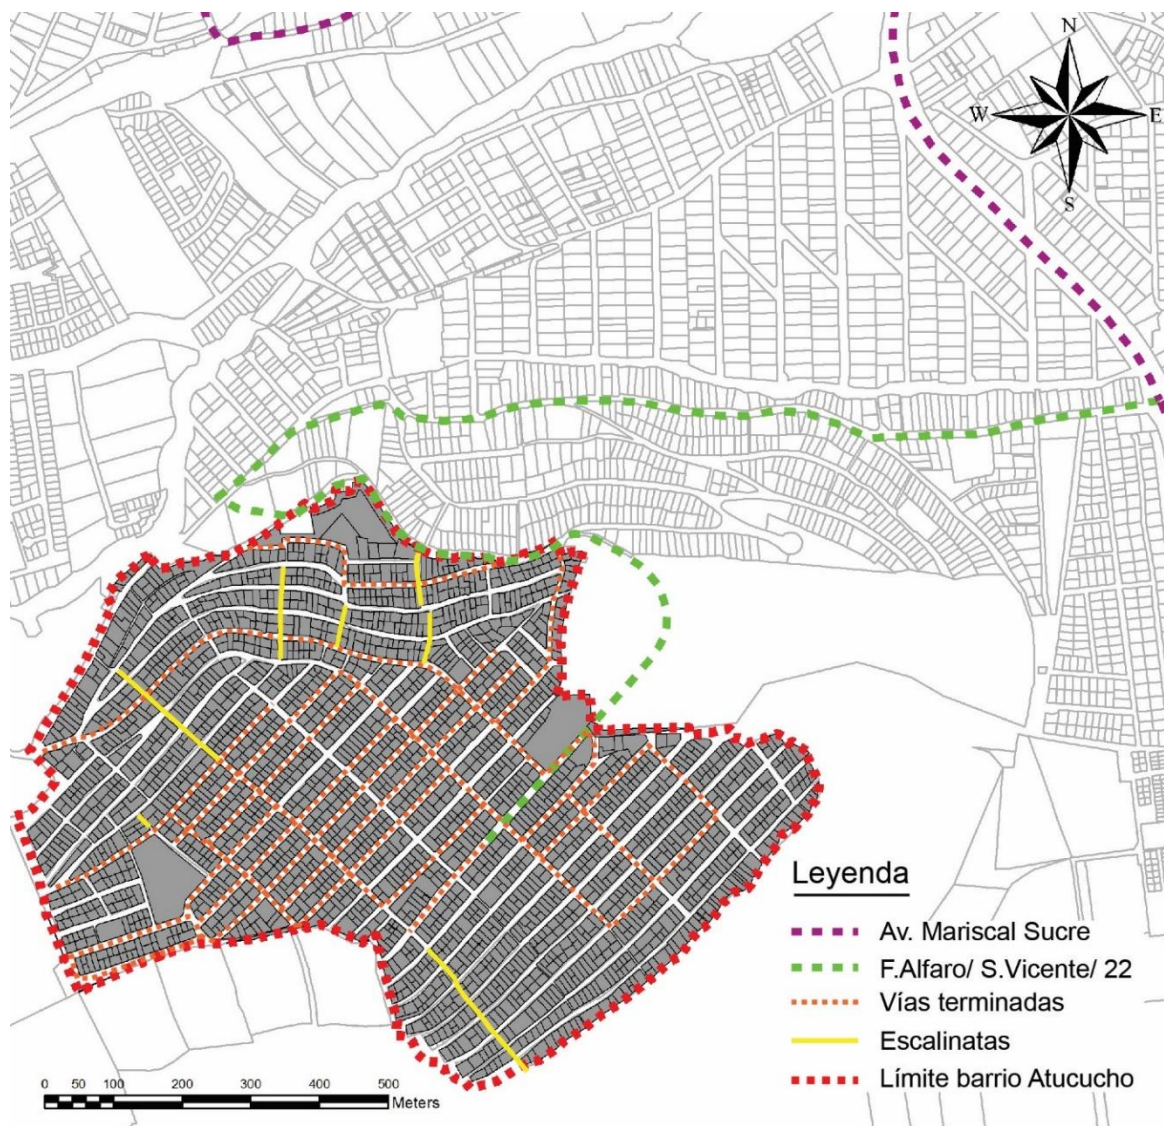 N
W E
S
Leyenda
Av. Mariscal Sucre
F.Alfaro/ S.Vicente/ 22
Vías terminadas
Escalinatas
Límite barrio Atucucho
0 50 100 200 300 400 500
Meters